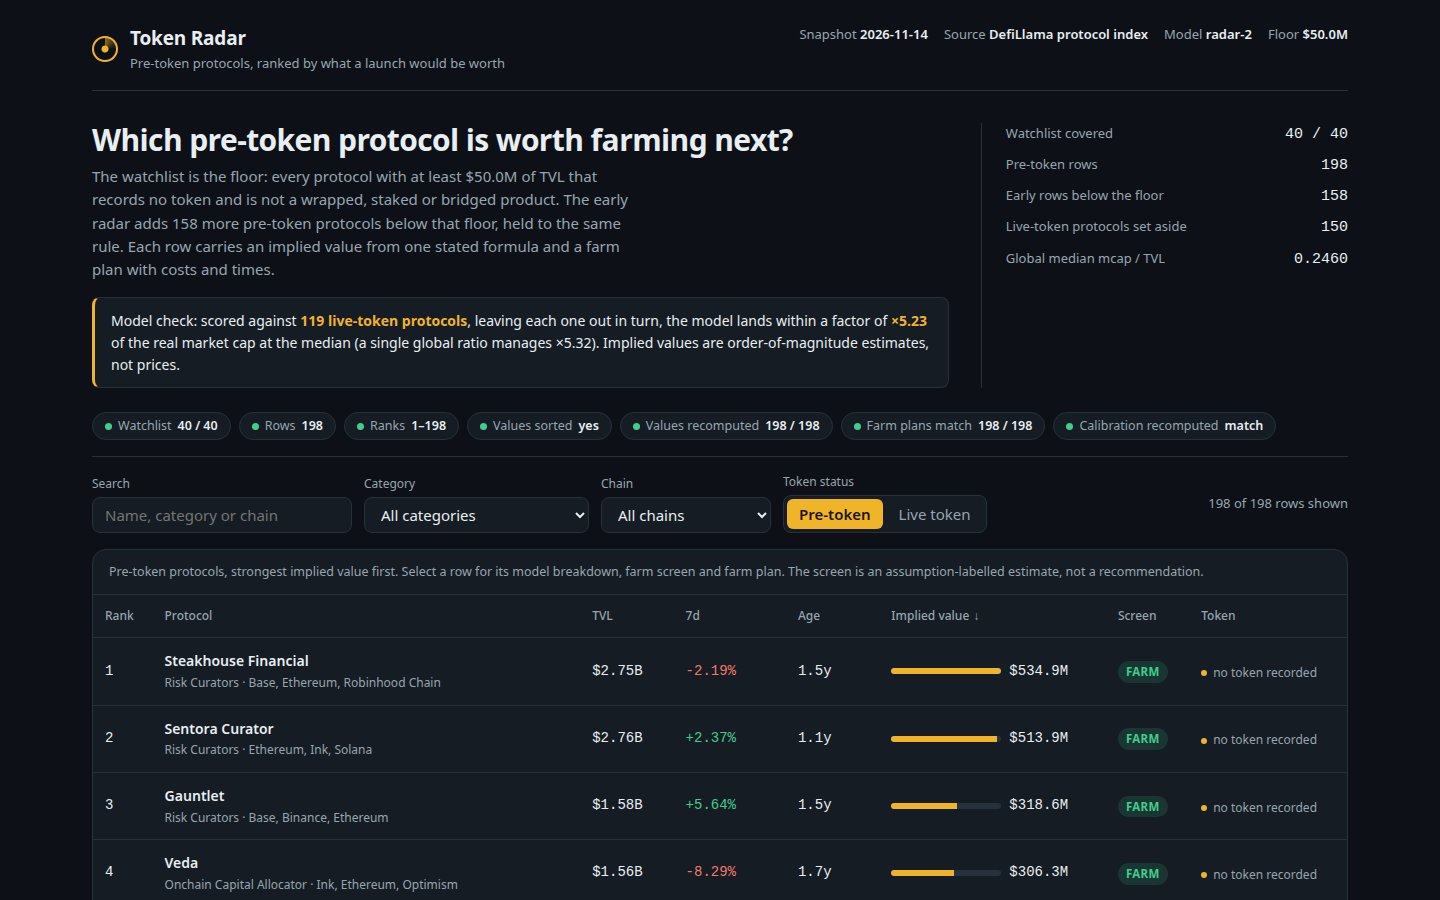 Token Radar
Pre-token protocols, ranked by what a launch would be worth
Snapshot 2026-11-14 Source DefiLlama protocol index Model radar-2 Floor $50.0M
Which pre-token protocol is worth farming next?
The watchlist is the floor: every protocol with at least $50.0M of TVL that
records no token and is not a wrapped, staked or bridged product. The early
radar adds 158 more pre-token protocols below that floor, held to the same
rule. Each row carries an implied value from one stated formula and a farm
plan with costs and times.
Model check: scored against 119 live-token protocols, leaving each one out in turn, the model lands within a factor of ×5.23
of the real market cap at the median (a single global ratio manages ×5.32). Implied values are order-of-magnitude estimates,
not prices.
Watchlist covered 40 / 40
Pre-token rows 198
Early rows below the floor 158
Live-token protocols set aside 150
Global median mcap / TVL 0.2460
Watchlist 40 / 40 Rows 198 Ranks 1–198 Values sorted yes Values recomputed 198 / 198 Farm plans match 198 / 198 Calibration recomputed match
Search Category Chain Token status
Name, category or chain All categories All chains Pre-token Live token
198 of 198 rows shown
Pre-token protocols, strongest implied value first. Select a row for its model breakdown, farm screen and farm plan. The screen is an assumption-labelled estimate, not a recommendation.
Rank Protocol TVL 7d Age Implied value ↓ Screen Token
1 Steakhouse Financial $2.75B -2.19% 1.5y $534.9M FARM no token recorded
Risk Curators · Base, Ethereum, Robinhood Chain
2 Sentora Curator $2.76B +2.37% 1.1y $513.9M FARM no token recorded
Risk Curators · Ethereum, Ink, Solana
3 Gauntlet $1.58B +5.64% 1.5y $318.6M FARM no token recorded
Risk Curators · Base, Binance, Ethereum
4 Veda $1.56B -8.29% 1.7y $306.3M FARM no token recorded
Onchain Capital Allocator · Ink, Ethereum, Optimism